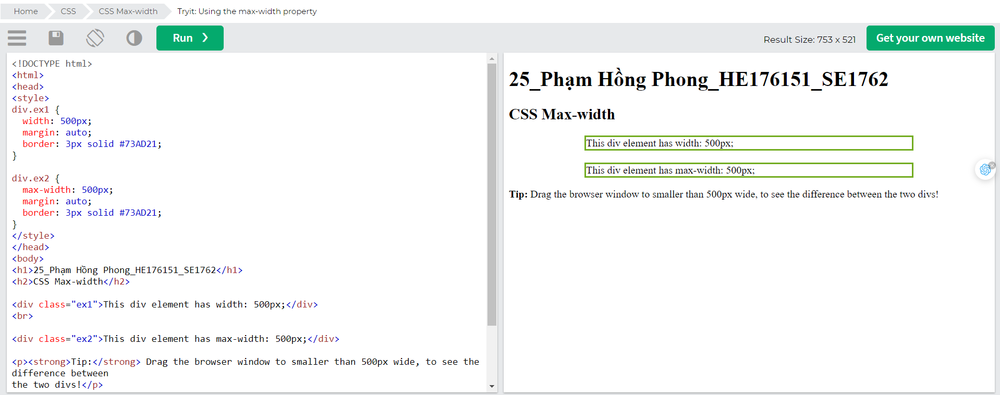 Home CSS CSS Max-width Tryit: Using the max-width property
Run ❯ Result Size: 753 x 521 Get your own website
<!DOCTYPE html>
<html>
<head>
<style>
div.ex1 {
  width: 500px;
  margin: auto;
  border: 3px solid #73AD21;
}

div.ex2 {
  max-width: 500px;
  margin: auto;
  border: 3px solid #73AD21;
}
</style>
</head>
<body>
<h1>25_Phạm Hồng Phong_HE176151_SE1762</h1>
<h2>CSS Max-width</h2>

<div class="ex1">This div element has width: 500px;</div>
<br>

<div class="ex2">This div element has max-width: 500px;</div>

<p><strong>Tip:</strong> Drag the browser window to smaller than 500px wide, to see the
difference between
the two divs!</p>
25_Phạm Hồng Phong_HE176151_SE1762
CSS Max-width
This div element has width: 500px;
This div element has max-width: 500px;
Tip: Drag the browser window to smaller than 500px wide, to see the difference between the two divs!